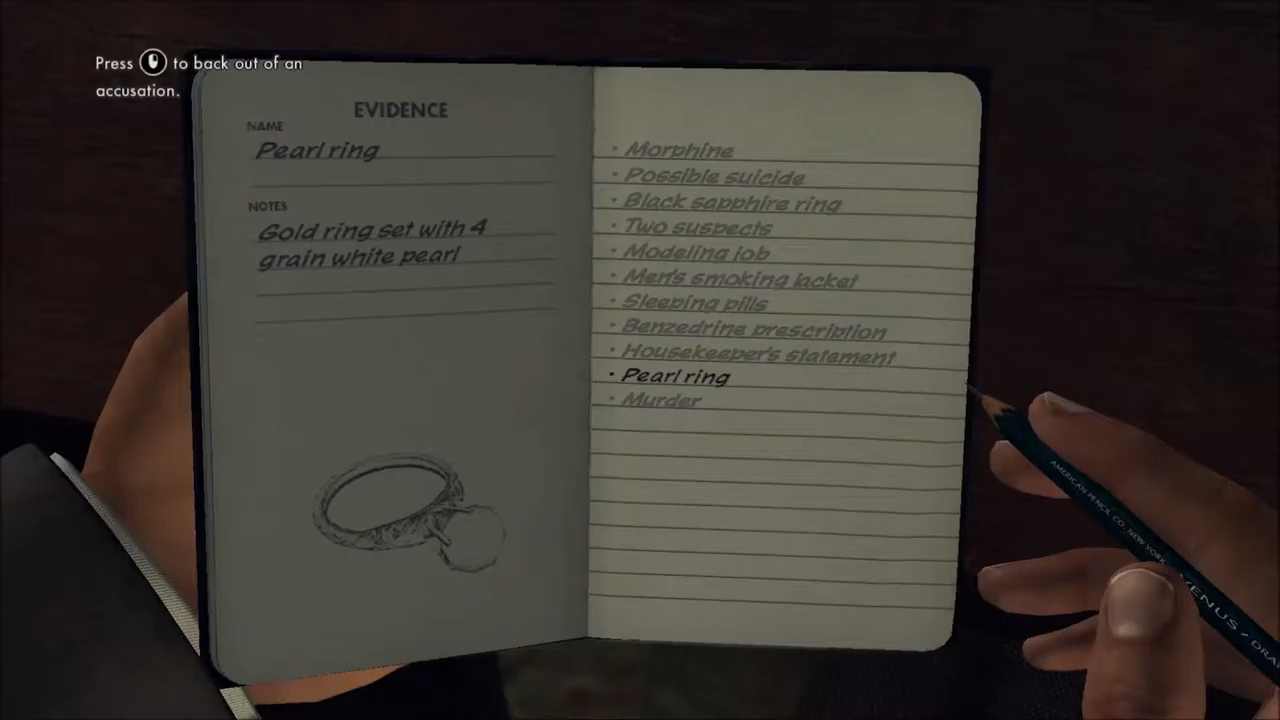 Press to back out of an
accusation.
EVIDENCE
NAME
Pearl ring
NOTES
Gold ring set with 4
grain white pearl
· Morphine
· Possible suicide
· Black sapphire ring
· Two suspects
· Modeling job
· Men's smoking jacket
· Sleeping pills
· Benzedrine prescription
· Housekeeper's statement
· Pearl ring
· Murder
AMERICAN PENCIL CO. NEW YORK
VENUS / DRA